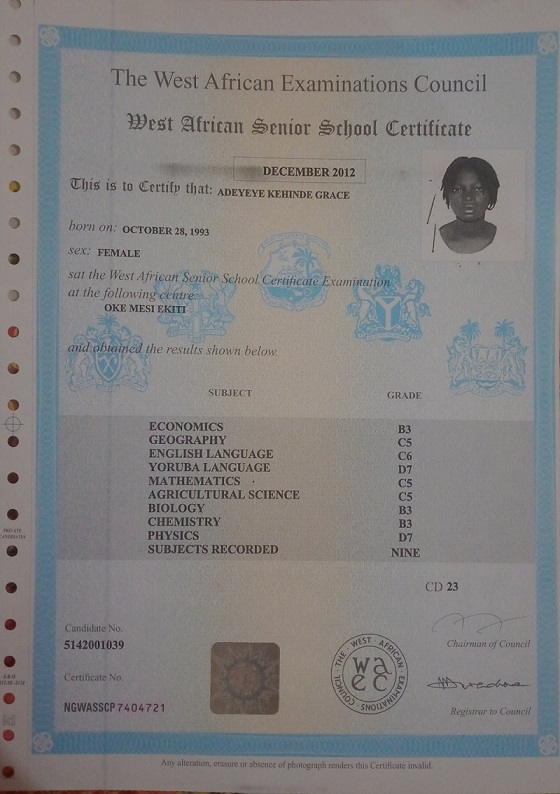 The West African Examinations Council
West African Senior School Certificate
DECEMBER 2012
This is to Certify that: ADEYEYE KEHINDE GRACE
born on: OCTOBER 28, 1993
sex: FEMALE
sat the West African Senior School Certificate Examination
at the following centre:
OKE MESI EKITI
and obtained the results shown below.
SUBJECT GRADE
ECONOMICS B3
GEOGRAPHY C5
ENGLISH LANGUAGE C6
YORUBA LANGUAGE D7
MATHEMATICS C5
AGRICULTURAL SCIENCE C5
BIOLOGY B3
CHEMISTRY B3
PHYSICS D7
SUBJECTS RECORDED NINE
PRIVATE
CANDIDATES
CD 23
Candidate No.
5142001039
Chairman of Council
Certificate No.
NGWASSCP7404721
THE · WEST · AFRICAN · EXAMINATIONS · COUNCIL
waec
Registrar to Council
Any alteration, erasure or absence of photograph renders this Certificate invalid.